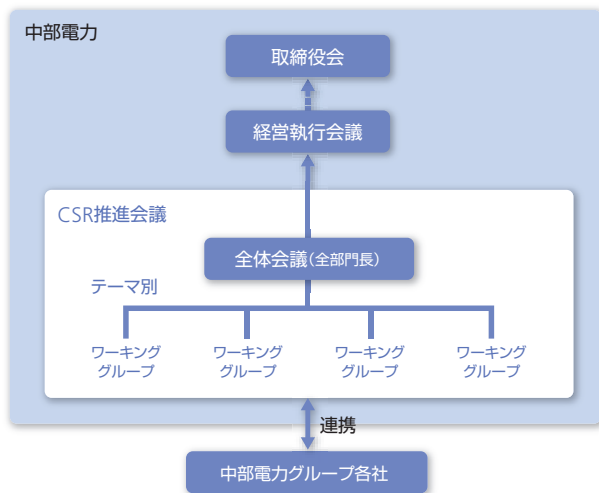 中部電力
取締役会
経営執行会議
CSR推進会議
全体会議(全部門長)
テーマ別
ワーキング
グループ
ワーキング
グループ
ワーキング
グループ
ワーキング
グループ
連携
中部電力グループ各社